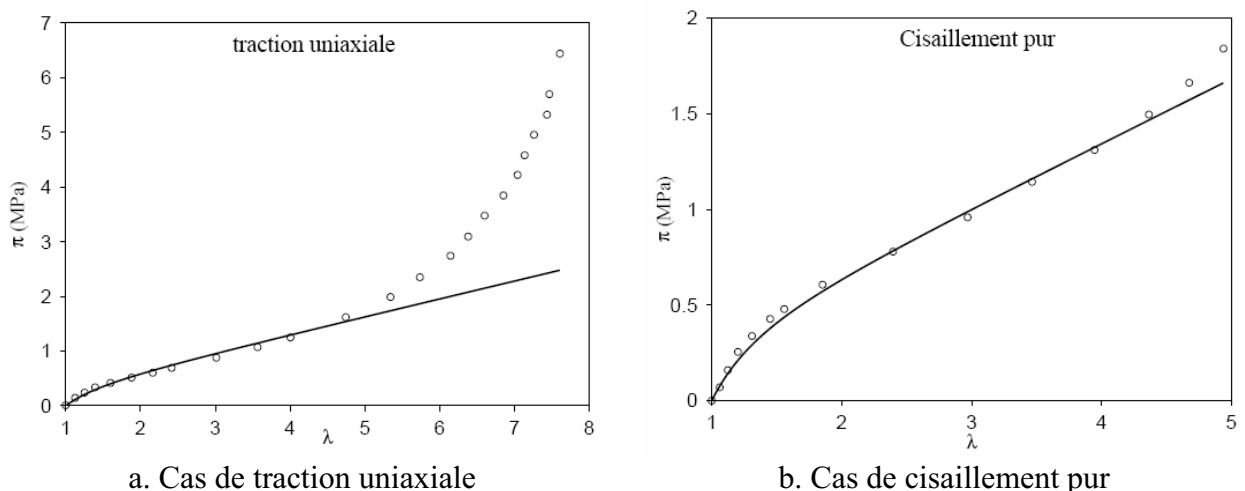 traction uniaxiale
7
6
5
4
3
2
1
0
π (MPa)
1 2 3 4 5 6 7 8
λ
a. Cas de traction uniaxiale
Cisaillement pur
2
1.5
1
0.5
0
π (MPa)
1 2 3 4 5
λ
b. Cas de cisaillement pur